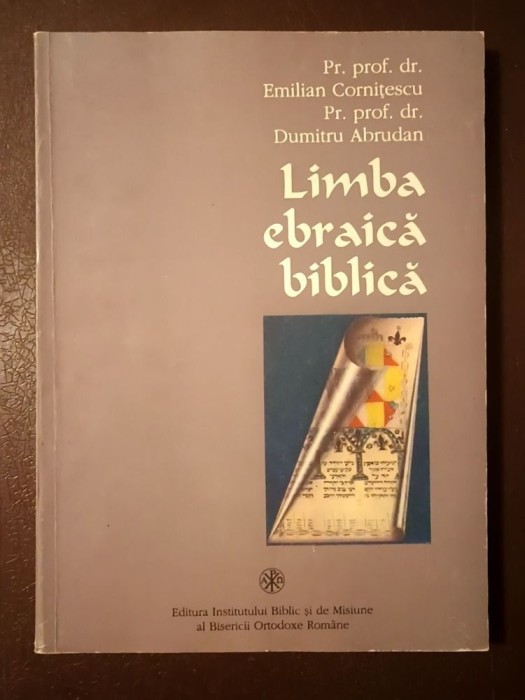 Pr. prof. dr.
Emilian Cornițescu
Pr. prof. dr.
Dumitru Abrudan
Limba
ebraică
biblică
Editura Institutului Biblic și de Misiune
al Bisericii Ortodoxe Române